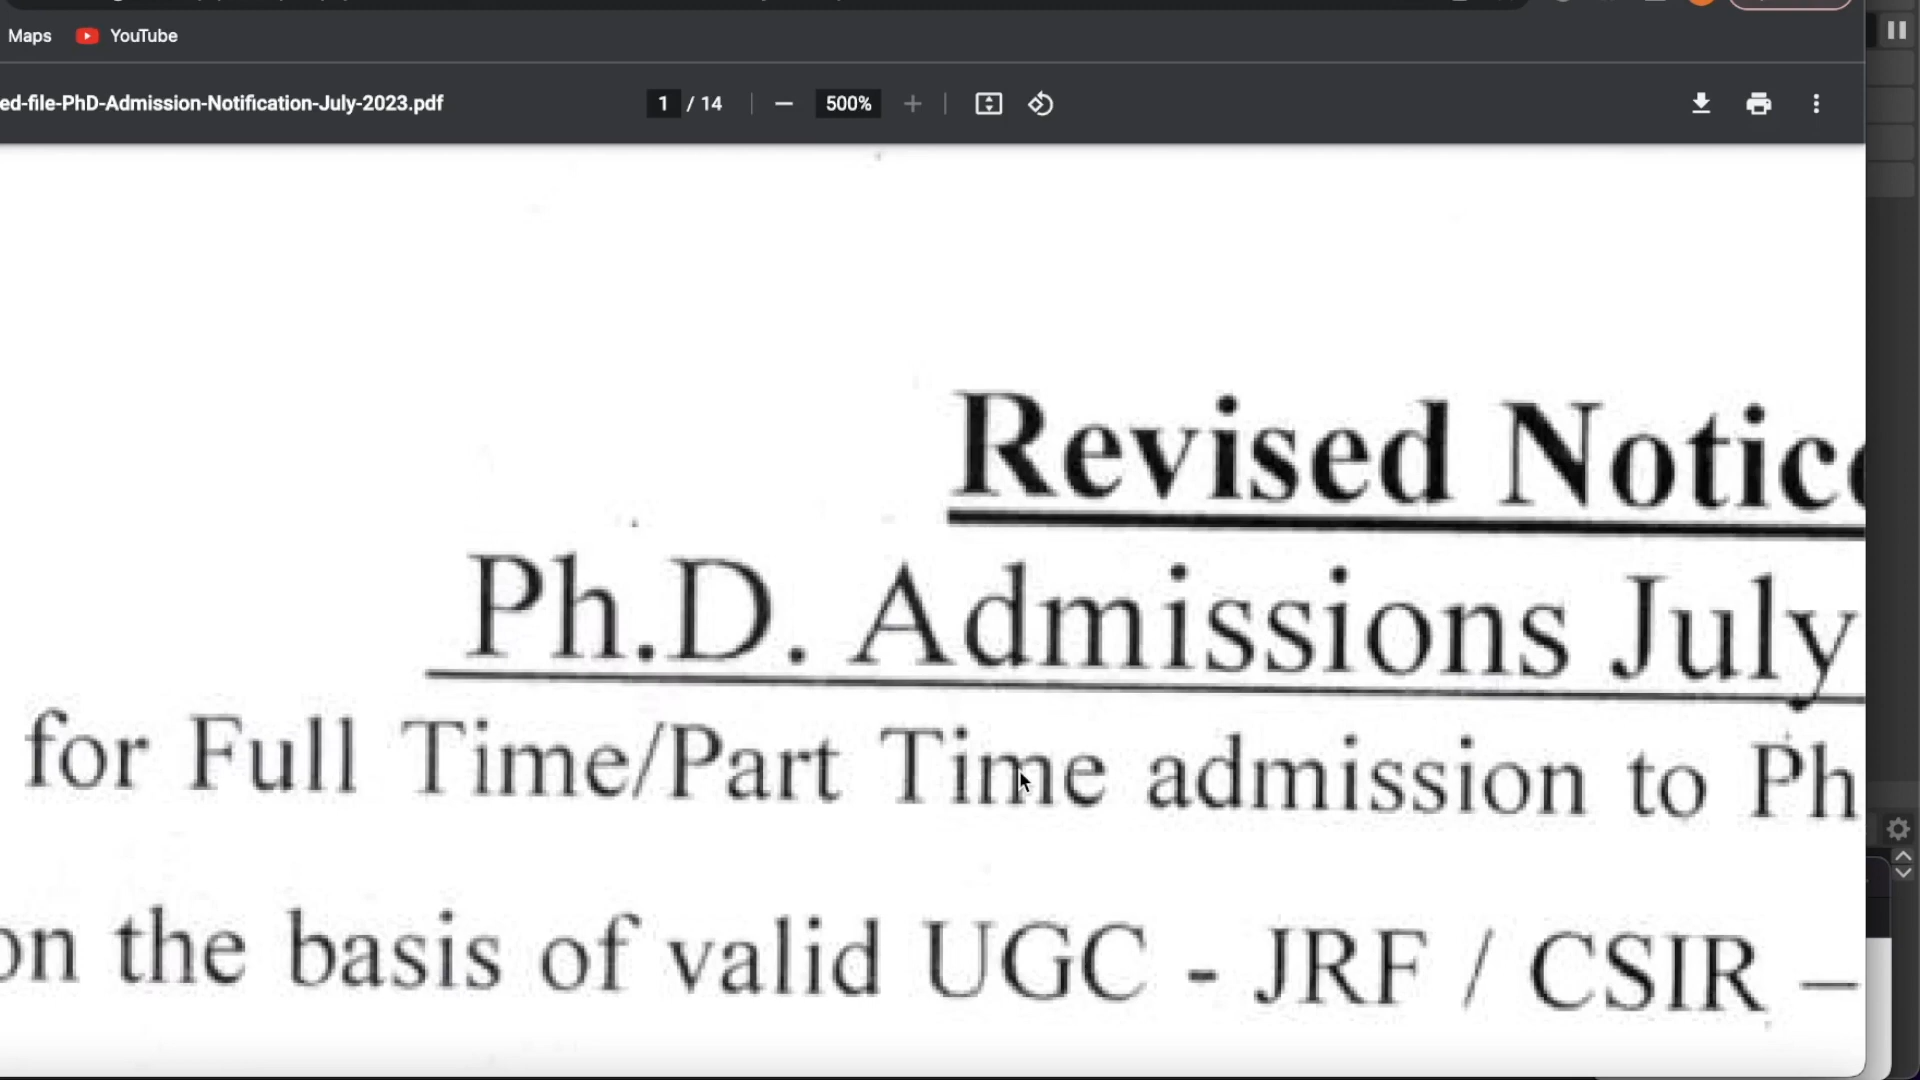 Maps YouTube
ed-file-PhD-Admission-Notification-July-2023.pdf 1 / 14 500%
Revised Notic
Ph.D. Admissions July
for Full Time/Part Time admission to Ph
on the basis of valid UGC - JRF / CSIR –